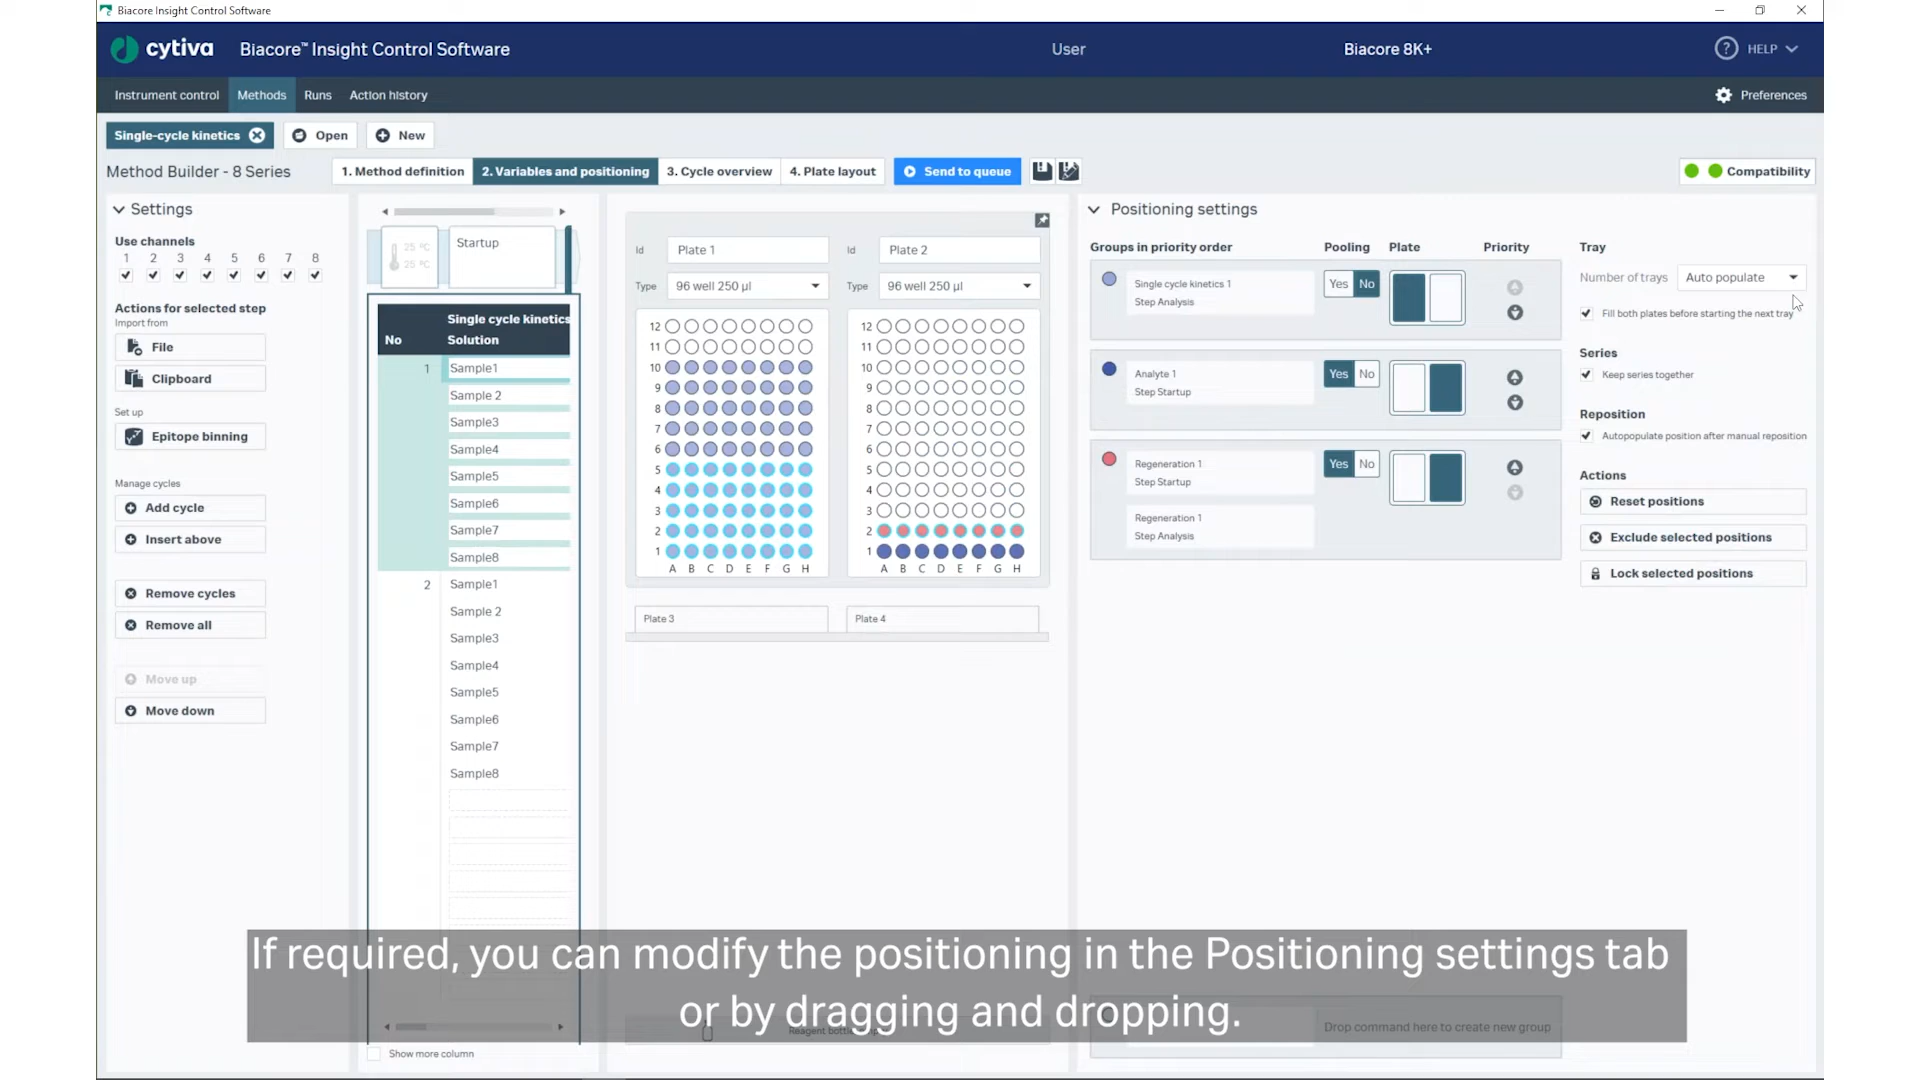 Biacore Insight Control Software
cytiva Biacore™ Insight Control Software User Biacore 8K+ ? HELP
Instrument control Methods Runs Action history Preferences
Single-cycle kinetics Open New
Method Builder - 8 Series 1. Method definition 2. Variables and positioning 3. Cycle overview 4. Plate layout Send to queue Compatibility
Settings
Use channels
1 2 3 4 5 6 7 8
Actions for selected step
Import from
File
Clipboard
Set up
Epitope binning
Manage cycles
Add cycle
Insert above
Remove cycles
Remove all
Move up
Move down
25 °C
25 °C
Startup
Single cycle kinetics
No Solution
1 Sample1
Sample 2
Sample3
Sample4
Sample5
Sample6
Sample7
Sample8
2 Sample1
Sample 2
Sample3
Sample4
Sample5
Sample6
Sample7
Sample8
Show more column
Id Plate 1 Id Plate 2
Type 96 well 250 µl Type 96 well 250 µl
12 12
11 11
10 10
9 9
8 8
7 7
6 6
5 5
4 4
3 3
2 2
1 1
A B C D E F G H A B C D E F G H
Plate 3 Plate 4
Positioning settings
Groups in priority order Pooling Plate Priority
Single cycle kinetics 1 Yes No
Step Analysis
Analyte 1 Yes No
Step Startup
Regeneration 1 Yes No
Step Startup
Regeneration 1
Step Analysis
Drop command here to create new group
Tray
Number of trays Auto populate
Fill both plates before starting the next tray
Series
Keep series together
Reposition
Autopopulate position after manual reposition
Actions
Reset positions
Exclude selected positions
Lock selected positions
If required, you can modify the positioning in the Positioning settings tab
or by dragging and dropping.